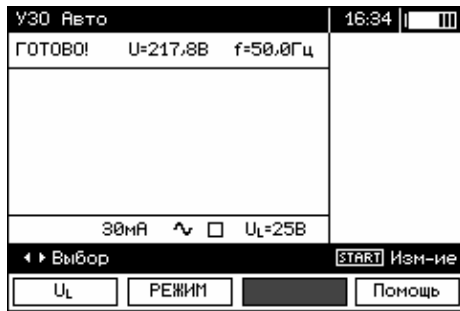 УЗО Авто 16:34
ГОТОВО! U=217,8В f=50,0Гц
30мА UL=25В
Выбор START Изм-ие
UL РЕЖИМ Помощь